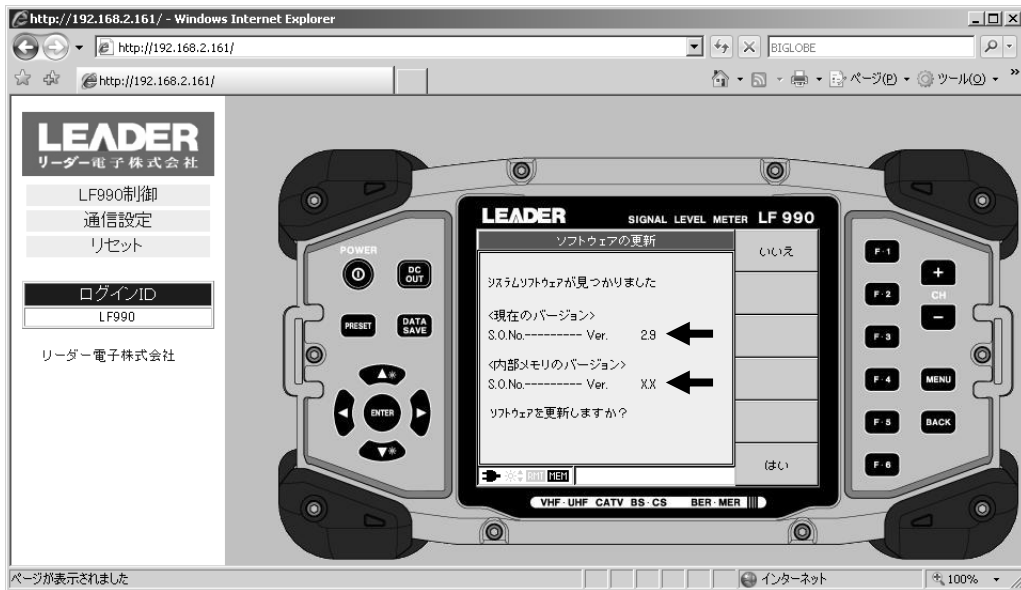 http://192.168.2.161/ - Windows Internet Explorer
http://192.168.2.161/
BIGLOBE
http://192.168.2.161/
ページ(P)
ツール(O)
LEADER
リーダー電子株式会社
LF990制御
通信設定
リセット
ログインID
LF990
リーダー電子株式会社
LEADER SIGNAL LEVEL METER LF 990
POWER
DC OUT
PRESET
DATA SAVE
ENTER
ソフトウェアの更新
システムソフトウェアが見つかりました
<現在のバージョン>
S.O.No.--------- Ver. 2.9
<内部メモリのバージョン>
S.O.No.--------- Ver. X.X
ソフトウェアを更新しますか?
いいえ
はい
RMT MEM
VHF·UHF CATV BS·CS BER·MER
F·1
F·2
F·3
F·4
F·5
F·6
+
CH
-
MENU
BACK
ページが表示されました
インターネット
100%